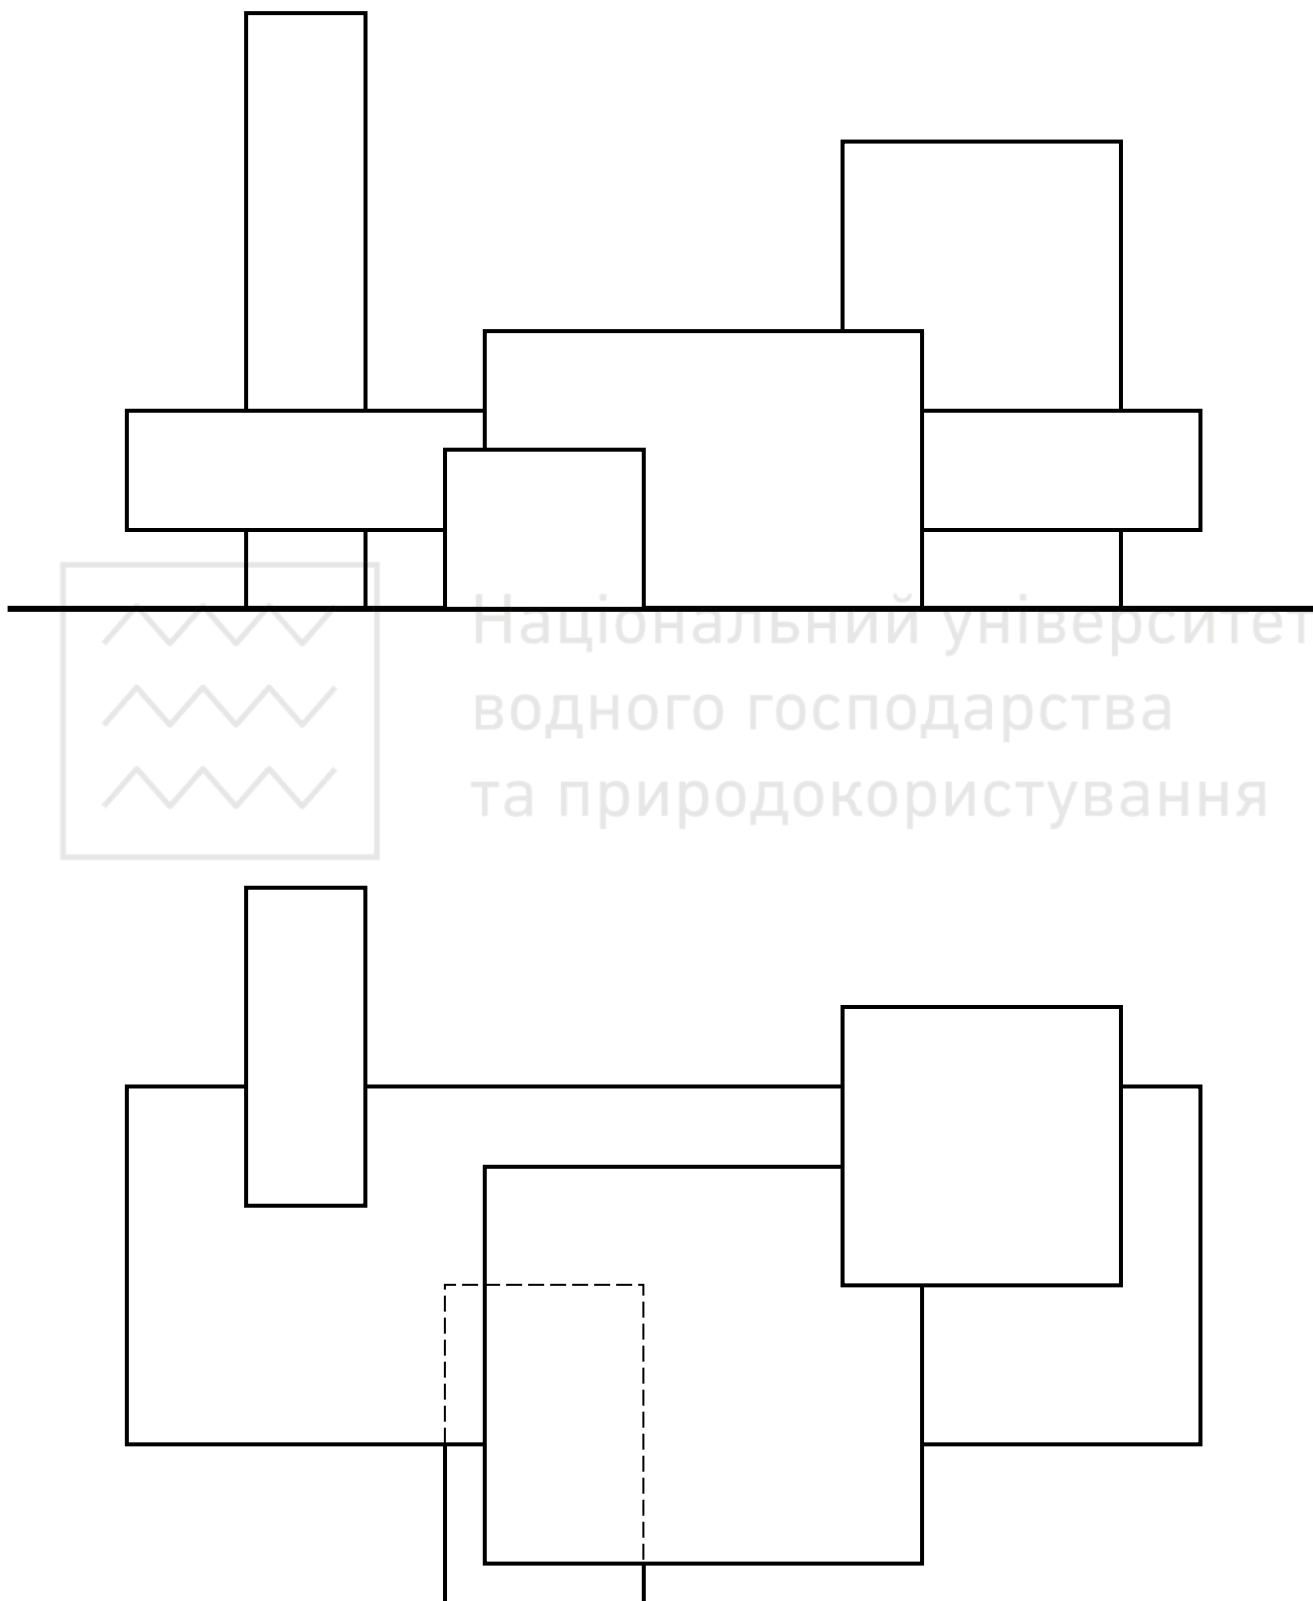 Національний університет
водного господарства
та природокористування